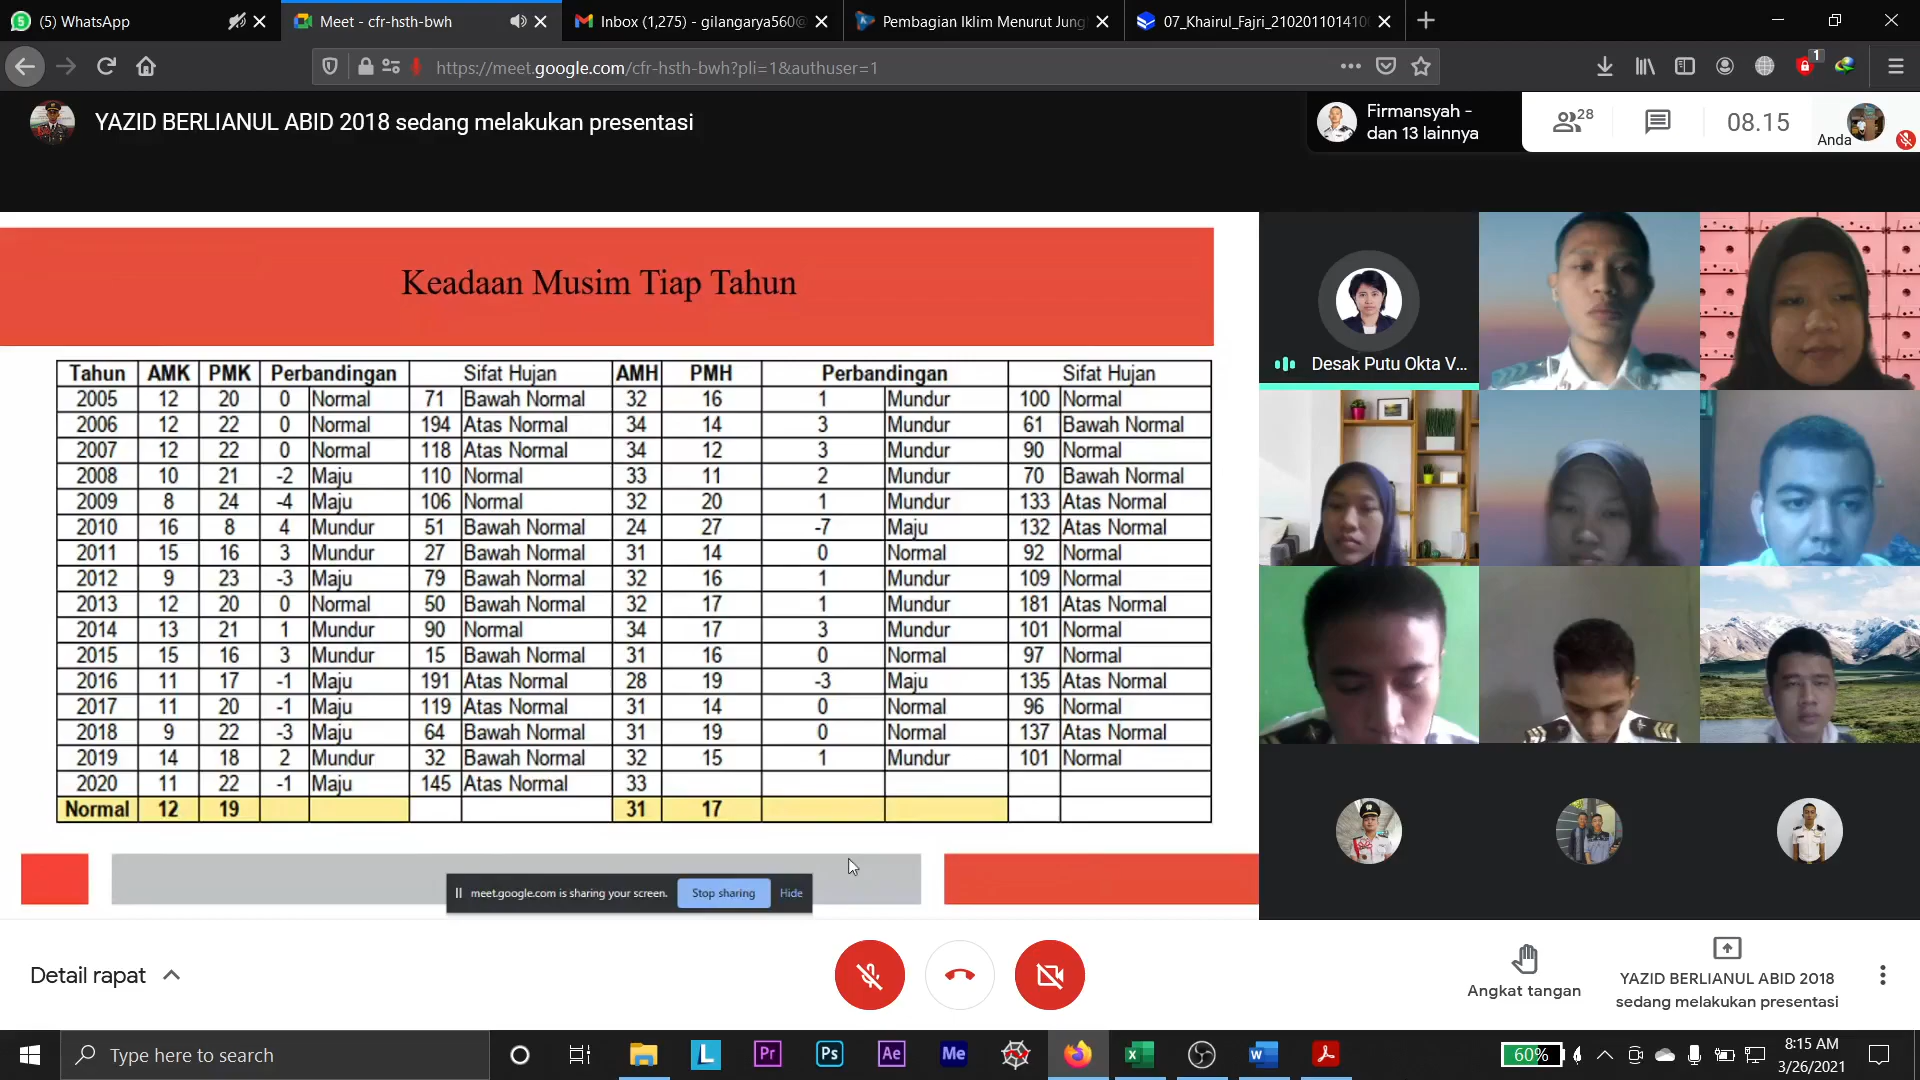 (5) WhatsApp
Meet - cfr-hsth-bwh
Inbox (1,275) - gilangarya560@
Pembagian Iklim Menurut Jung
07_Khairul_Fajri_21020110141
https://meet.google.com/cfr-hsth-bwh?pli=1&authuser=1
1
YAZID BERLIANUL ABID 2018 sedang melakukan presentasi
Firmansyah -
dan 13 lainnya
28
08.15
Anda
Keadaan Musim Tiap Tahun
Tahun AMK PMK Perbandingan Sifat Hujan AMH PMH Perbandingan Sifat Hujan
2005 12 20 0 Normal 71 Bawah Normal 32 16 1 Mundur 100 Normal
2006 12 22 0 Normal 194 Atas Normal 34 14 3 Mundur 61 Bawah Normal
2007 12 22 0 Normal 118 Atas Normal 34 12 3 Mundur 90 Normal
2008 10 21 -2 Maju 110 Normal 33 11 2 Mundur 70 Bawah Normal
2009 8 24 -4 Maju 106 Normal 32 20 1 Mundur 133 Atas Normal
2010 16 8 4 Mundur 51 Bawah Normal 24 27 -7 Maju 132 Atas Normal
2011 15 16 3 Mundur 27 Bawah Normal 31 14 0 Normal 92 Normal
2012 9 23 -3 Maju 79 Bawah Normal 32 16 1 Mundur 109 Normal
2013 12 20 0 Normal 50 Bawah Normal 32 17 1 Mundur 181 Atas Normal
2014 13 21 1 Mundur 90 Normal 34 17 3 Mundur 101 Normal
2015 15 16 3 Mundur 15 Bawah Normal 31 16 0 Normal 97 Normal
2016 11 17 -1 Maju 191 Atas Normal 28 19 -3 Maju 135 Atas Normal
2017 11 20 -1 Maju 119 Atas Normal 31 14 0 Normal 96 Normal
2018 9 22 -3 Maju 64 Bawah Normal 31 19 0 Normal 137 Atas Normal
2019 14 18 2 Mundur 32 Bawah Normal 32 15 1 Mundur 101 Normal
2020 11 22 -1 Maju 145 Atas Normal 33
Normal 12 19 31 17
Desak Putu Okta V...
meet.google.com is sharing your screen.
Stop sharing
Hide
Detail rapat
Angkat tangan
YAZID BERLIANUL ABID 2018
sedang melakukan presentasi
Type here to search
L
Pr
Ps
Ae
Me
60%
8:15 AM
3/26/2021